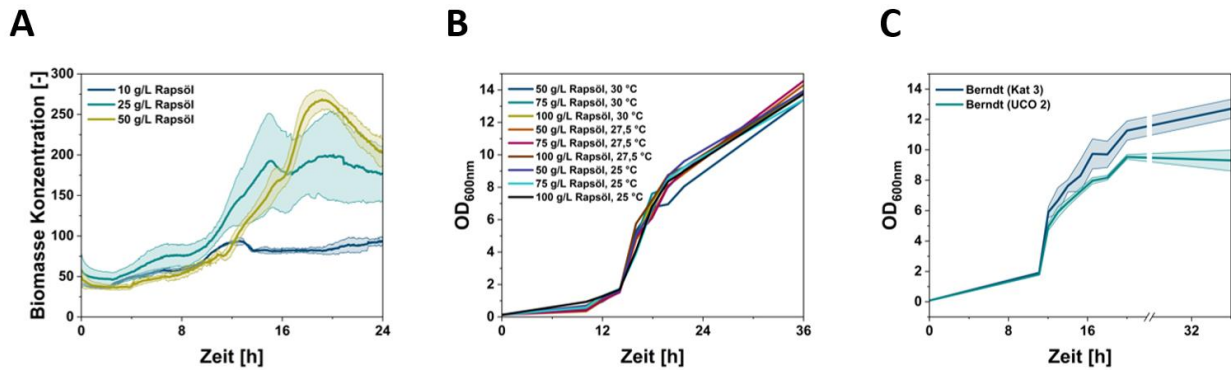 A
B
C
Biomasse Konzentration [-]
300
250
200
150
100
50
0
10 g/L Rapsöl
25 g/L Rapsöl
50 g/L Rapsöl
0
8
16
24
Zeit [h]
OD600nm
14
12
10
8
6
4
2
0
50 g/L Rapsöl, 30 °C
75 g/L Rapsöl, 30 °C
100 g/L Rapsöl, 30 °C
50 g/L Rapsöl, 27,5 °C
75 g/L Rapsöl, 27,5 °C
100 g/L Rapsöl, 27,5 °C
50 g/L Rapsöl, 25 °C
75 g/L Rapsöl, 25 °C
100 g/L Rapsöl, 25 °C
0
12
24
36
Zeit [h]
OD600nm
14
12
10
8
6
4
2
0
Berndt (Kat 3)
Berndt (UCO 2)
0
8
16
32
Zeit [h]